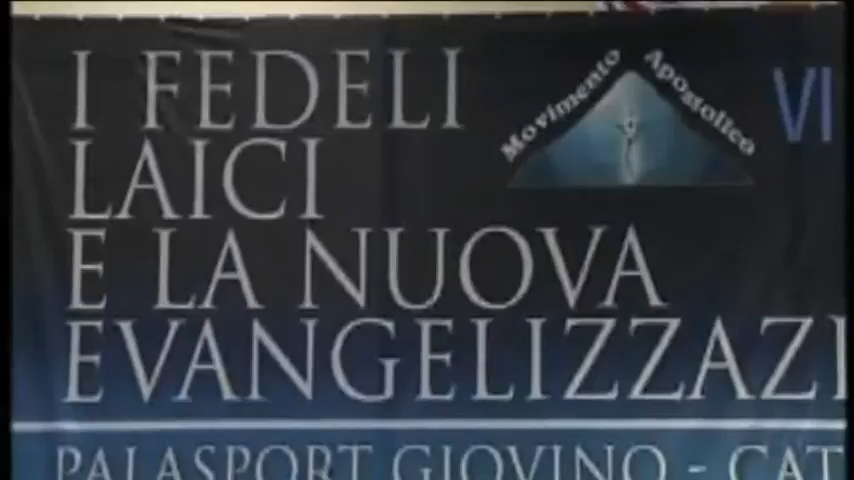 I FEDELI
LAICI
E LA NUOVA
EVANGELIZZAZI
Movimento Apostolico
VI
PALASPORT GIOVINO - CAT